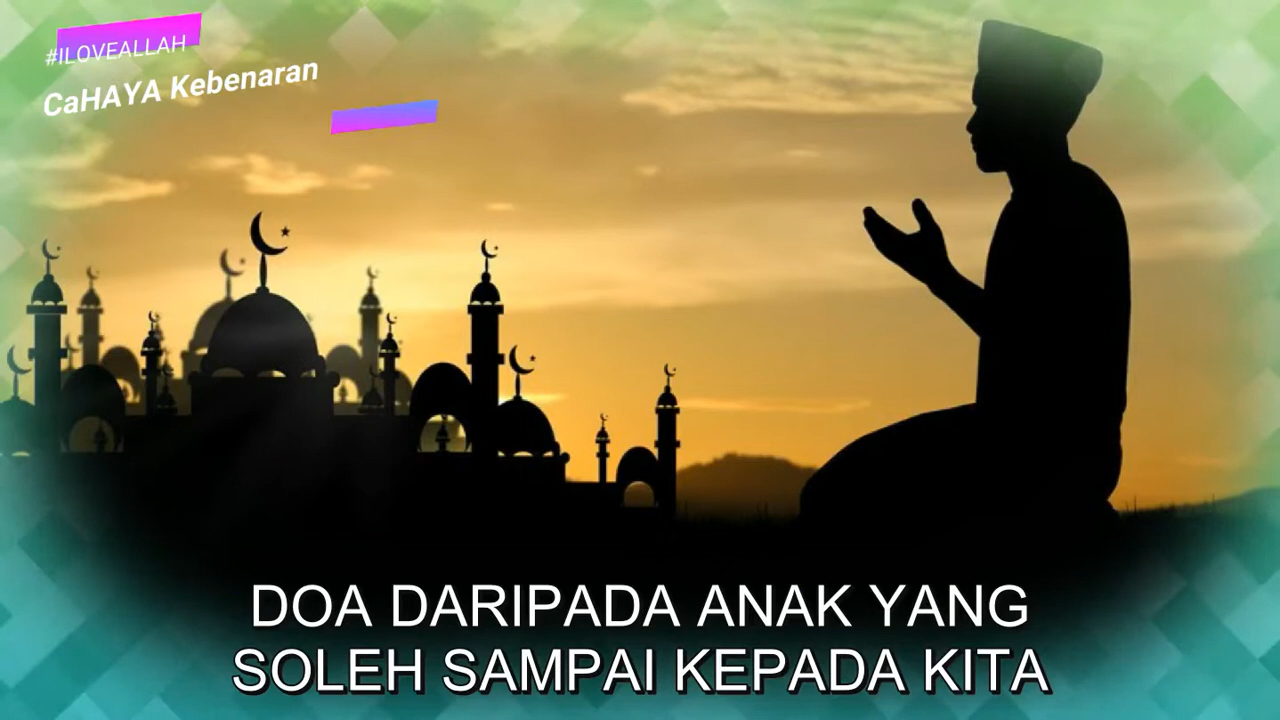 #ILOVEALLAH
CaHAYA Kebenaran
DOA DARIPADA ANAK YANG
SOLEH SAMPAI KEPADA KITA